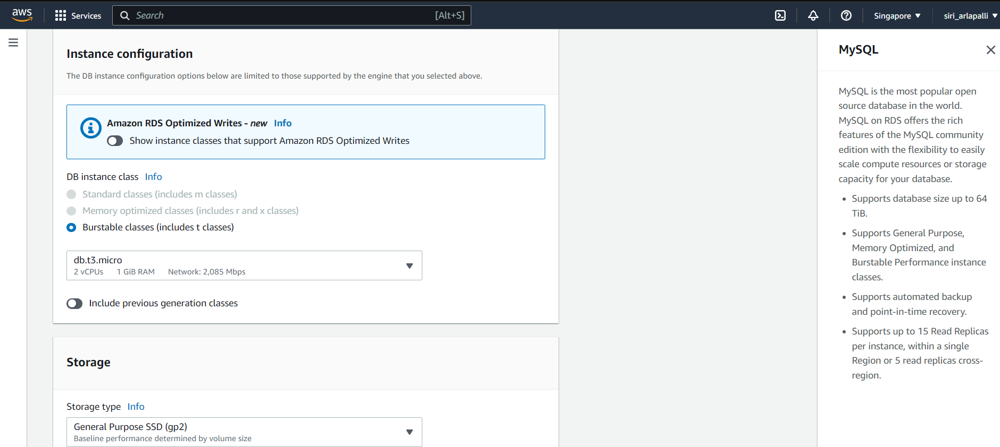 aws
Services
Search [Alt+S]
Singapore
siri_arlapalli
Instance configuration
The DB instance configuration options below are limited to those supported by the engine that you selected above.
Amazon RDS Optimized Writes - new Info
Show instance classes that support Amazon RDS Optimized Writes
DB instance class Info
Standard classes (includes m classes)
Memory optimized classes (includes r and x classes)
Burstable classes (includes t classes)
db.t3.micro
2 vCPUs 1 GiB RAM Network: 2,085 Mbps
Include previous generation classes
Storage
Storage type Info
General Purpose SSD (gp2)
Baseline performance determined by volume size
MySQL
MySQL is the most popular open
source database in the world.
MySQL on RDS offers the rich
features of the MySQL community
edition with the flexibility to easily
scale compute resources or storage
capacity for your database.
• Supports database size up to 64
TiB.
• Supports General Purpose,
Memory Optimized, and
Burstable Performance instance
classes.
• Supports automated backup
and point-in-time recovery.
• Supports up to 15 Read Replicas
per instance, within a single
Region or 5 read replicas cross-
region.